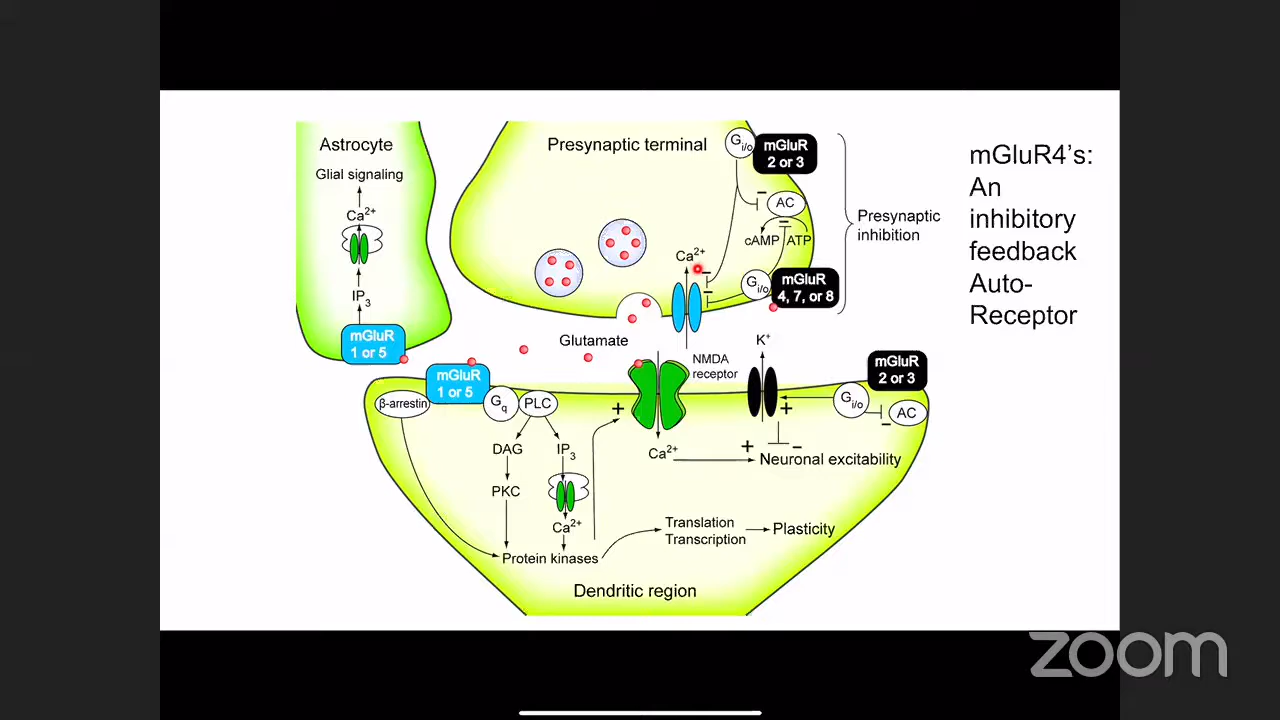 Astrocyte
Glial signaling
Ca2+
IP3
mGluR
1 or 5
Presynaptic terminal
Gi/o
mGluR
2 or 3
−
AC
−
cAMP
ATP
Ca2+
−
−
Gi/o
mGluR
4, 7, or 8
Presynaptic
inhibition
mGluR4's:
An
inhibitory
feedback
Auto-
Receptor
Glutamate
NMDA
receptor
K+
mGluR
2 or 3
mGluR
1 or 5
β-arrestin
Gq
PLC
+
+
Gi/o
−
AC
DAG
IP3
Ca2+
+
−
Neuronal excitability
PKC
Ca2+
Translation
Transcription
Plasticity
Protein kinases
Dendritic region
zoom